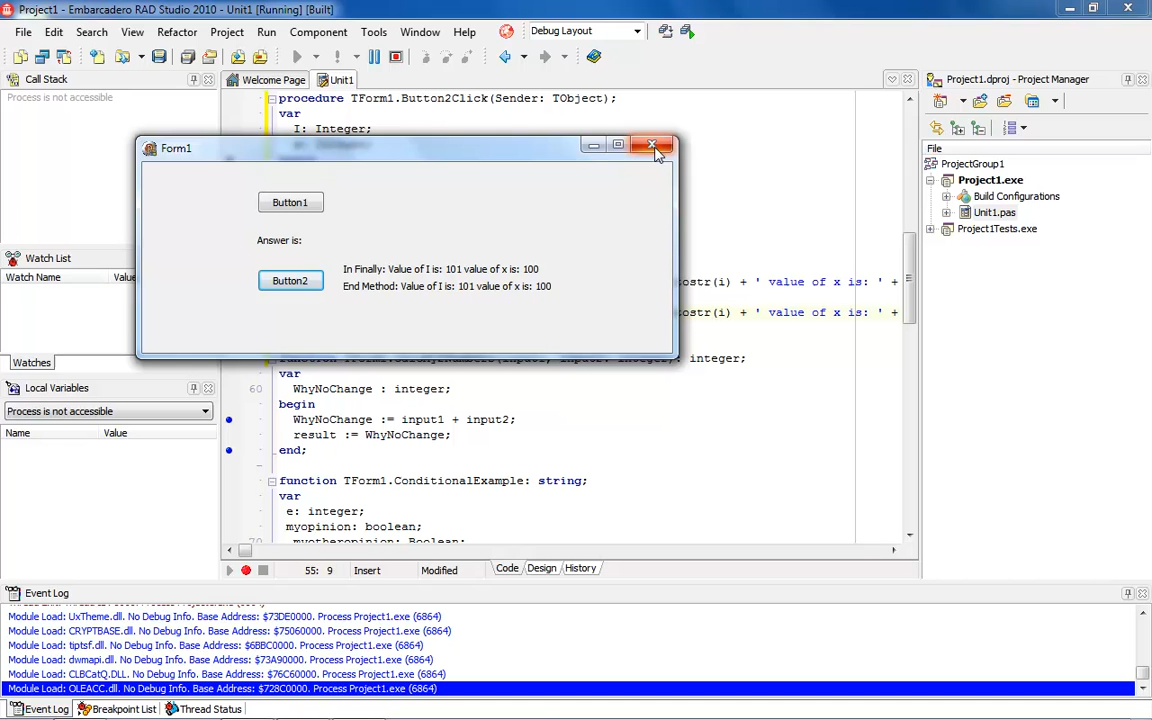 Project1 - Embarcadero RAD Studio 2010 - Unit1 [Running] [Built]
File Edit Search View Refactor Project Run Component Tools Window Help Debug Layout
Call Stack
Process is not accessible
Welcome Page Unit1
Project1.dproj - Project Manager
procedure TForm1.Button2Click(Sender: TObject);
var
I: Integer;
Form1
Button1
Answer is:
Button2
In Finally: Value of I is: 101 value of x is: 100
End Method: Value of I is: 101 value of x is: 100
File
ProjectGroup1
Project1.exe
Build Configurations
Unit1.pas
Project1Tests.exe
Watch List
Watch Name Value
Watches
ostr(i) + ' value of x is: ' +
ostr(i) + ' value of x is: ' +
integer;
var
60 WhyNoChange : integer;
begin
WhyNoChange := input1 + input2;
result := WhyNoChange;
end;
function TForm1.ConditionalExample: string;
var
e: integer;
myopinion: boolean;
myotheropinion: Boolean;
70
Local Variables
Process is not accessible
Name Value
55: 9 Insert Modified Code Design History
Event Log
Module Load: UxTheme.dll. No Debug Info. Base Address: $73DE0000. Process Project1.exe (6864)
Module Load: CRYPTBASE.dll. No Debug Info. Base Address: $75060000. Process Project1.exe (6864)
Module Load: tiptsf.dll. No Debug Info. Base Address: $6BBC0000. Process Project1.exe (6864)
Module Load: dwmapi.dll. No Debug Info. Base Address: $73A90000. Process Project1.exe (6864)
Module Load: CLBCatQ.DLL. No Debug Info. Base Address: $76C60000. Process Project1.exe (6864)
Module Load: OLEACC.dll. No Debug Info. Base Address: $728C0000. Process Project1.exe (6864)
Event Log Breakpoint List Thread Status